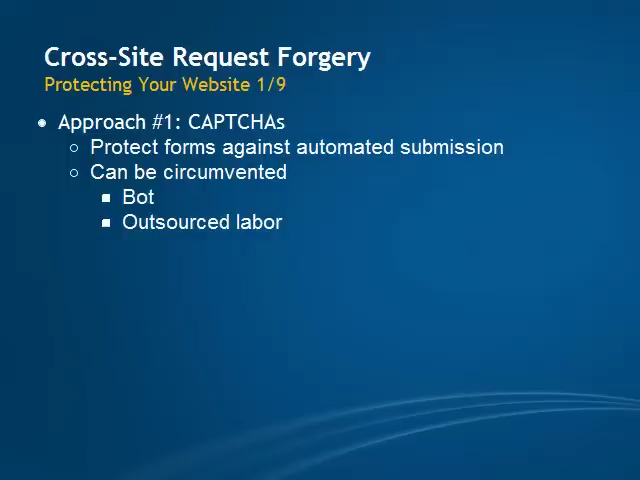 Cross-Site Request Forgery
Protecting Your Website 1/9
Approach #1: CAPTCHAs
Protect forms against automated submission
Can be circumvented
Bot
Outsourced labor